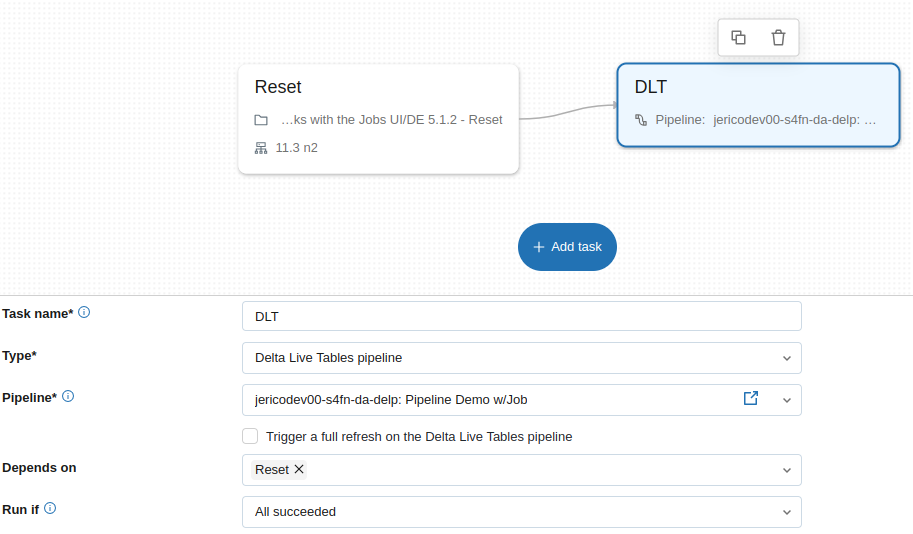 Reset
...ks with the Jobs UI/DE 5.1.2 - Reset
11.3 n2
DLT
Pipeline: jericodev00-s4fn-da-delp: ...
+ Add task
Task name*
DLT
Type*
Delta Live Tables pipeline
Pipeline*
jericodev00-s4fn-da-delp: Pipeline Demo w/Job
Trigger a full refresh on the Delta Live Tables pipeline
Depends on
Reset
Run if
All succeeded